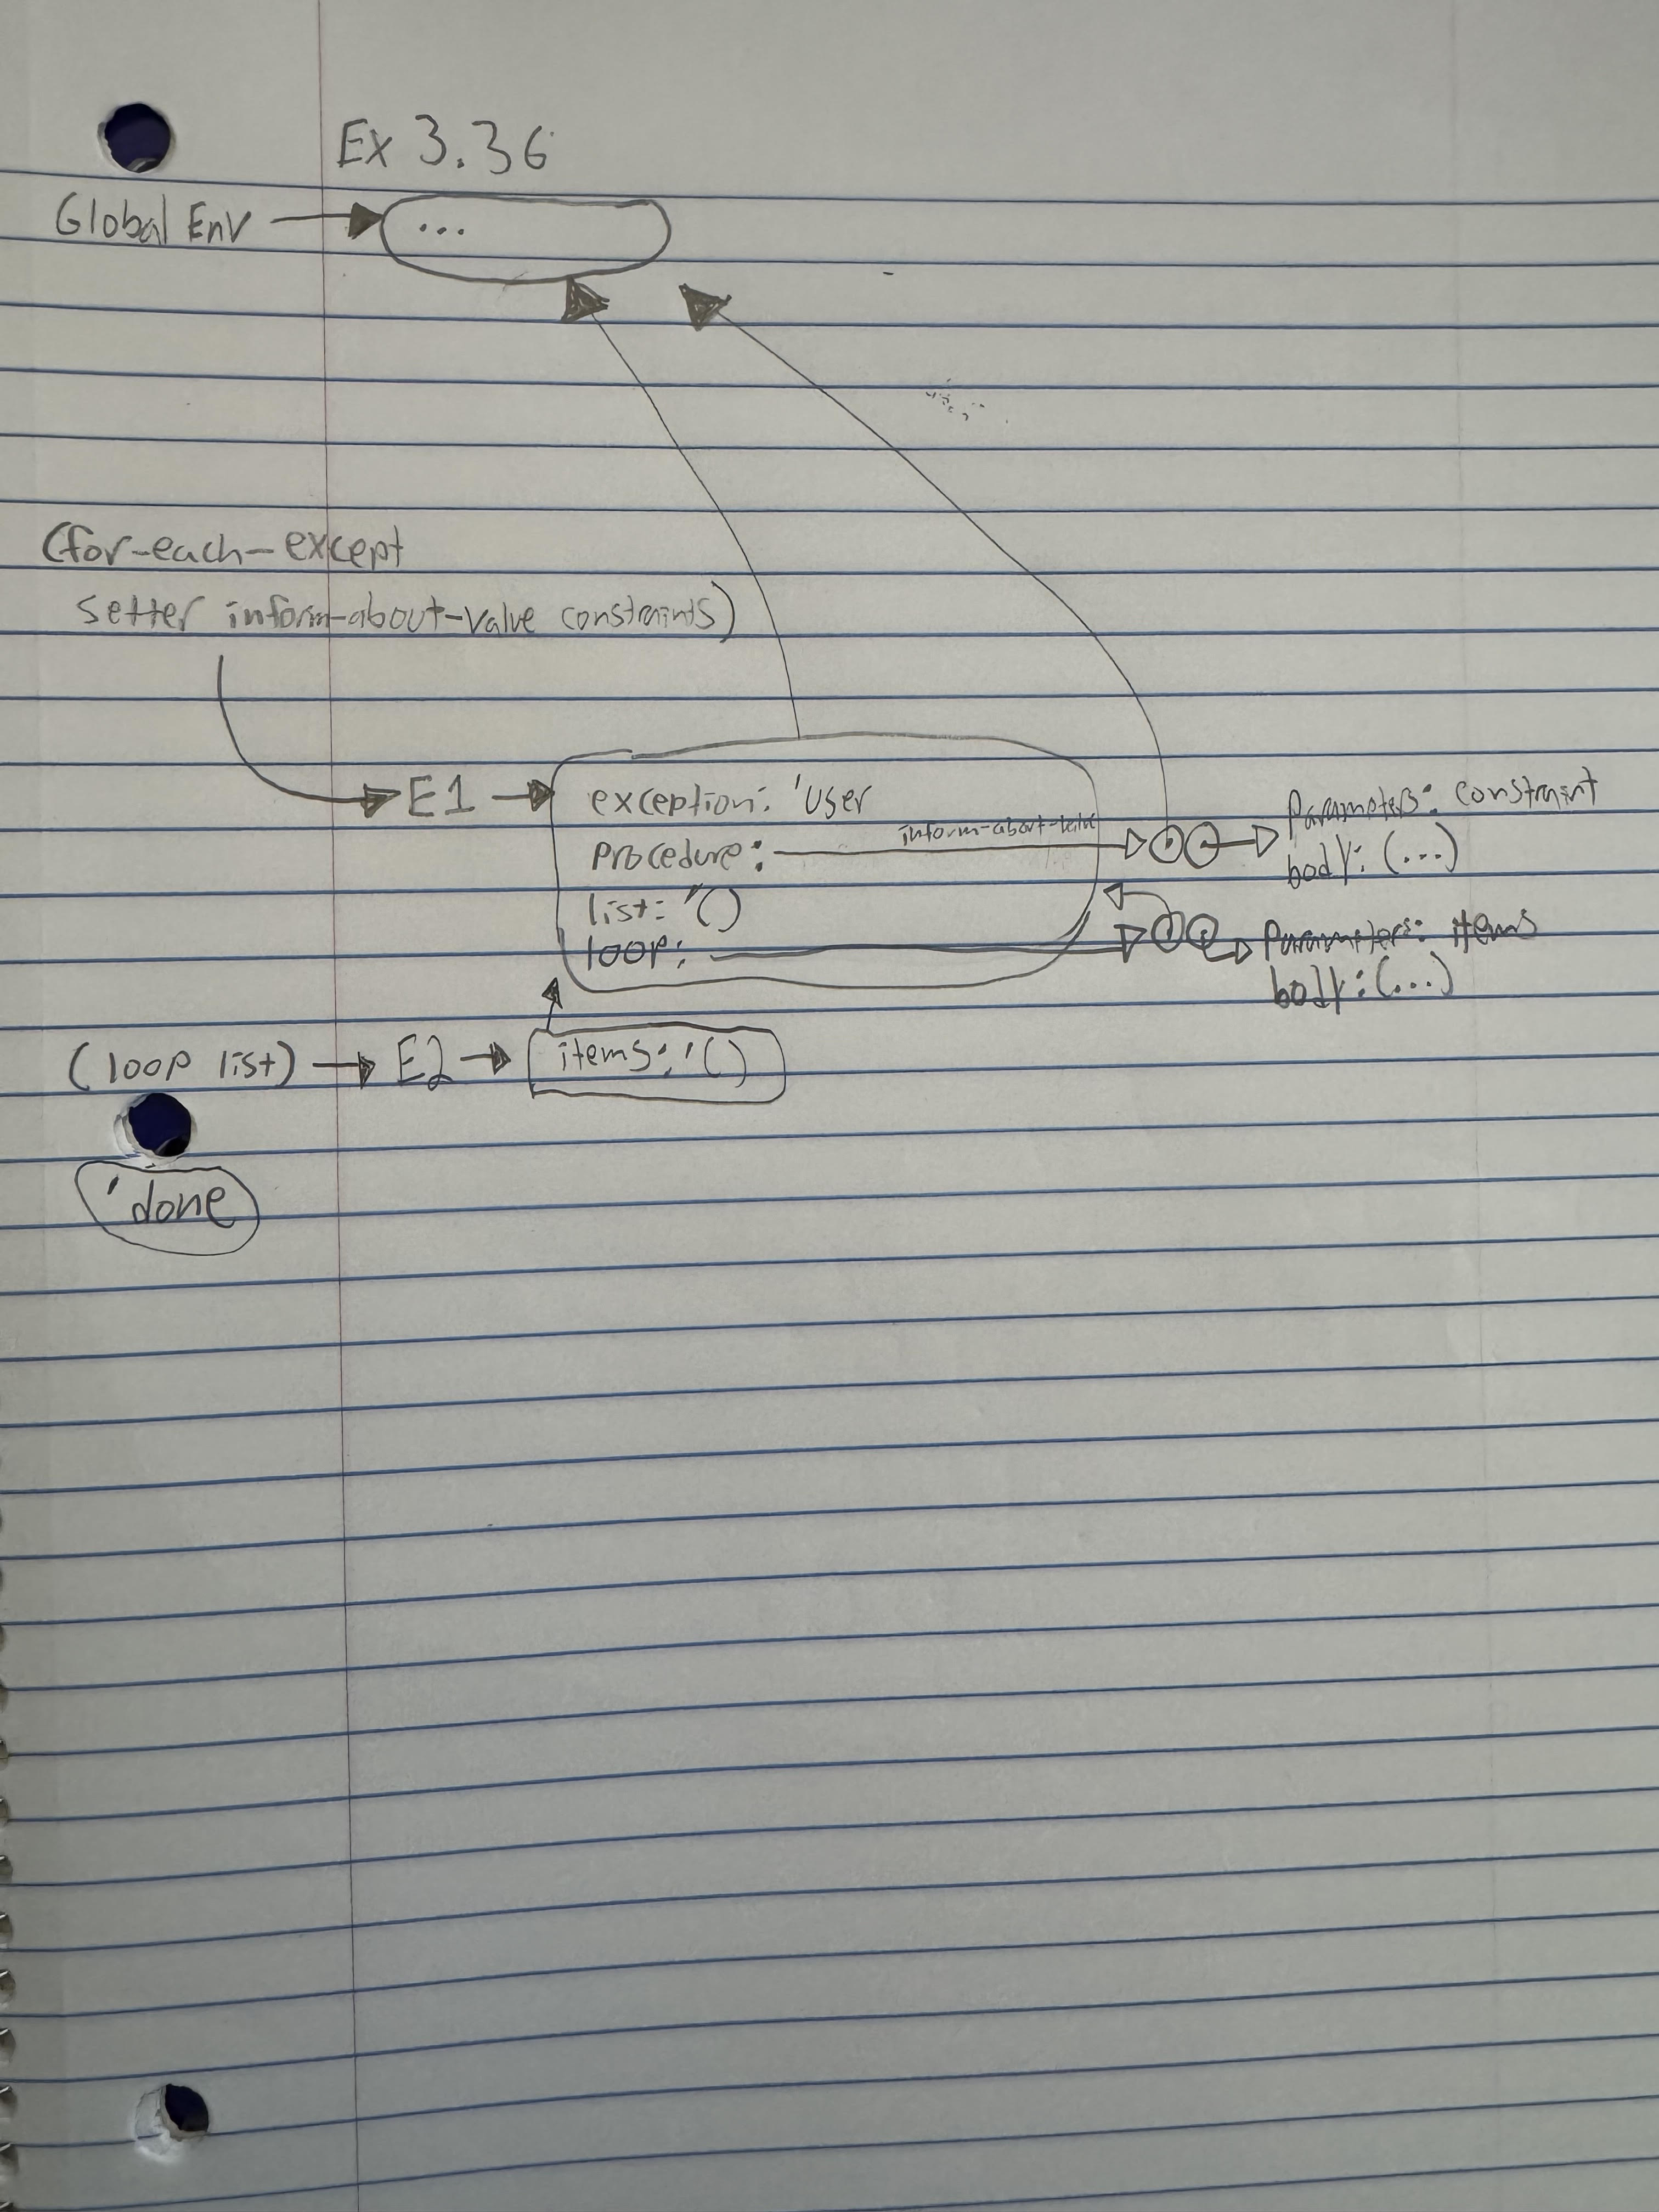 Ex 3.36
Global Env
...
(for-each-except
setter inform-about-value constraints)
E1
exception: 'user
procedure:
inform-about-value
Parameters: constraint
body: (...)
list: '()
loop:
Parameters: items
body: (...)
(loop list)
E2
items: '()
'done